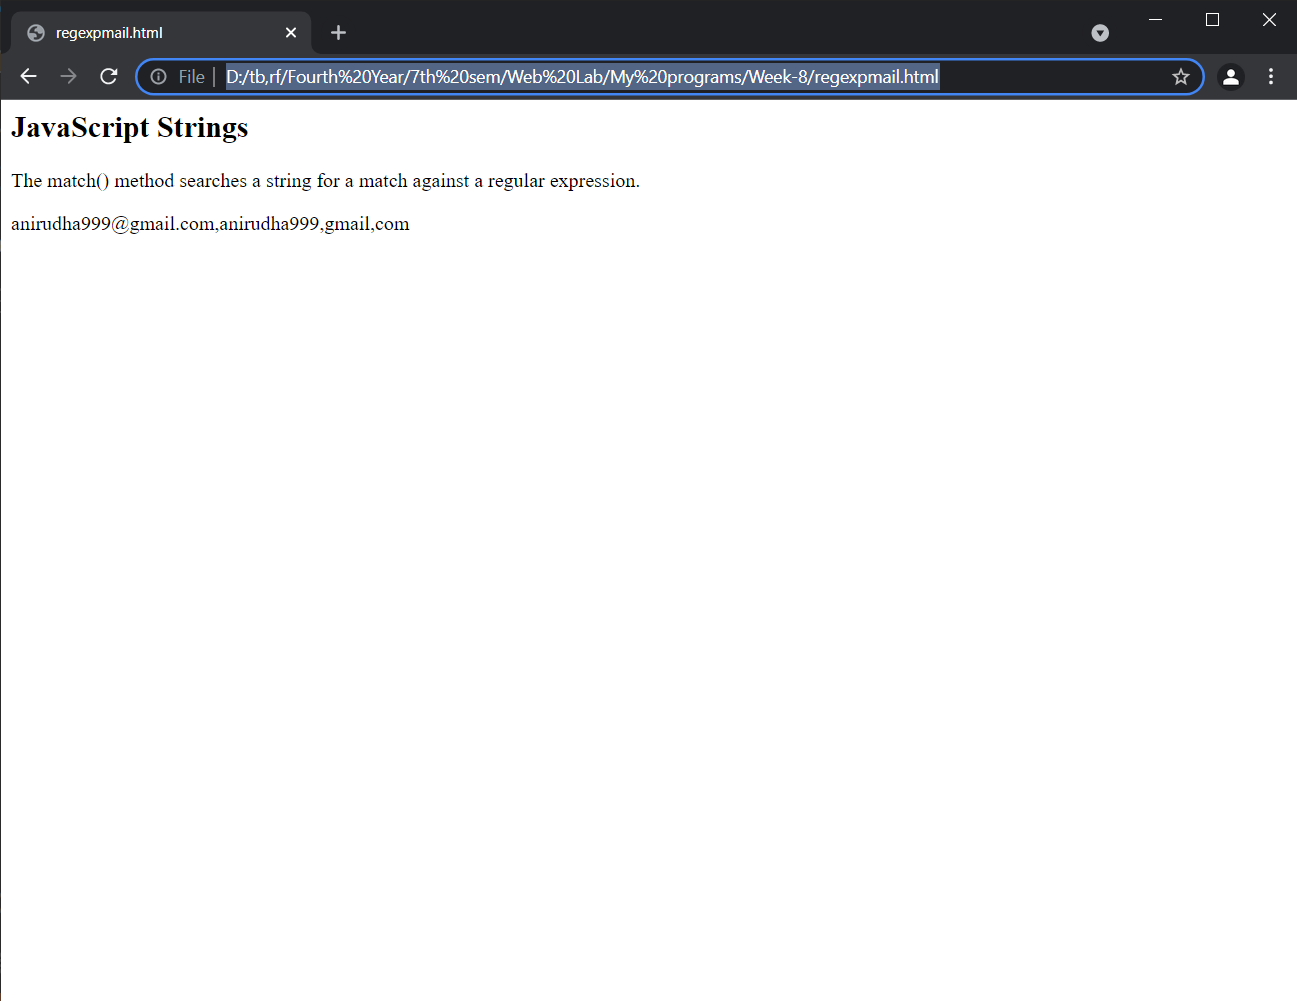 regexpmail.html
File | D:/tb,rf/Fourth%20Year/7th%20sem/Web%20Lab/My%20programs/Week-8/regexpmail.html
JavaScript Strings
The match() method searches a string for a match against a regular expression.
anirudha999@gmail.com,anirudha999,gmail,com